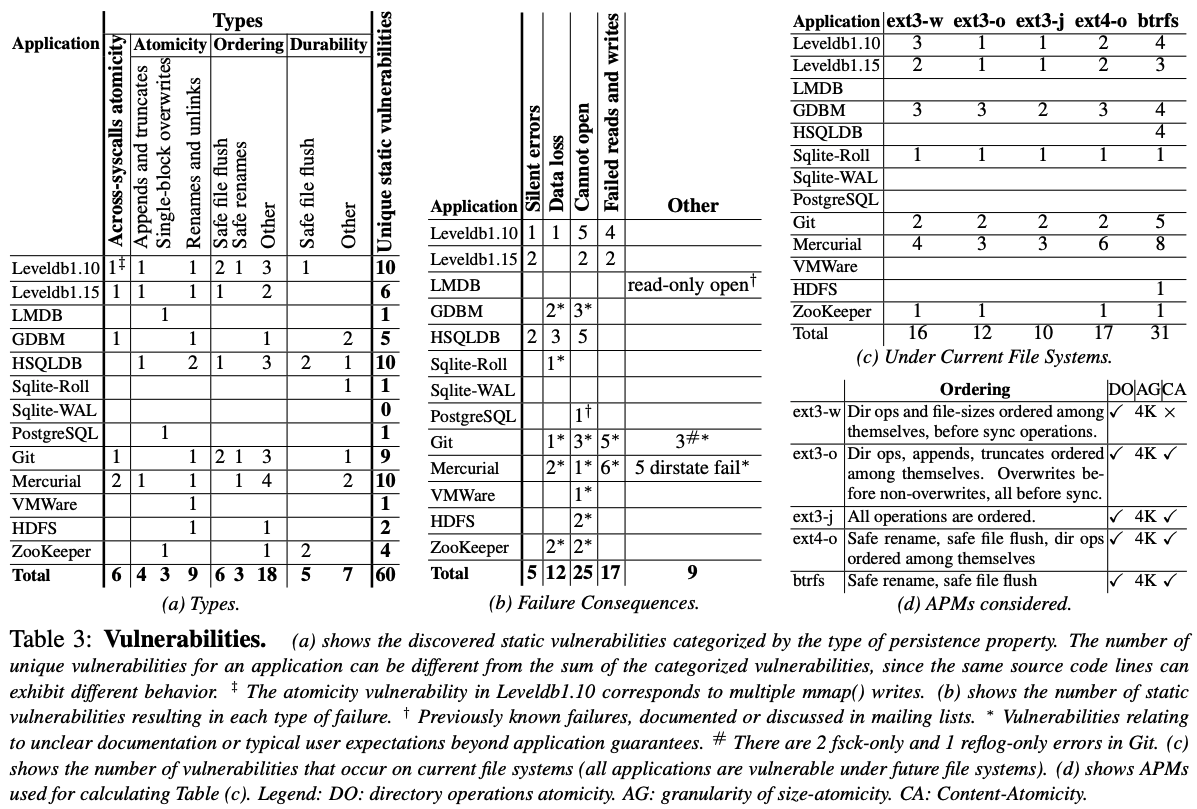 Types
Application Across-syscalls atomicity Atomicity Ordering Durability Unique static vulnerabilities
Appends and truncates Single-block overwrites Renames and unlinks Safe file flush Safe renames Other Safe file flush Other
Leveldb1.10 1‡ 1 1 2 1 3 1 10
Leveldb1.15 1 1 1 1 2 6
LMDB 1 1
GDBM 1 1 1 2 5
HSQLDB 1 2 1 3 2 1 10
Sqlite-Roll 1 1
Sqlite-WAL 0
PostgreSQL 1 1
Git 1 1 2 1 3 1 9
Mercurial 2 1 1 1 4 2 10
VMWare 1 1
HDFS 1 1 2
ZooKeeper 1 1 2 4
Total 6 4 3 9 6 3 18 5 7 60
(a) Types.
Application Silent errors Data loss Cannot open Failed reads and writes Other
Leveldb1.10 1 1 5 4
Leveldb1.15 2 2 2
LMDB read-only open†
GDBM 2* 3*
HSQLDB 2 3 5
Sqlite-Roll 1*
Sqlite-WAL
PostgreSQL 1†
Git 1* 3* 5* 3#*
Mercurial 2* 1* 6* 5 dirstate fail*
VMWare 1*
HDFS 2*
ZooKeeper 2* 2*
Total 5 12 25 17 9
(b) Failure Consequences.
Application ext3-w ext3-o ext3-j ext4-o btrfs
Leveldb1.10 3 1 1 2 4
Leveldb1.15 2 1 1 2 3
LMDB
GDBM 3 3 2 3 4
HSQLDB 4
Sqlite-Roll 1 1 1 1 1
Sqlite-WAL
PostgreSQL
Git 2 2 2 2 5
Mercurial 4 3 3 6 8
VMWare
HDFS 1
ZooKeeper 1 1 1 1
Total 16 12 10 17 31
(c) Under Current File Systems.
Ordering DO AG CA
ext3-w Dir ops and file-sizes ordered among ✓ 4K ×
themselves, before sync operations.
ext3-o Dir ops, appends, truncates ordered ✓ 4K ✓
among themselves. Overwrites be-
fore non-overwrites, all before sync.
ext3-j All operations are ordered. ✓ 4K ✓
ext4-o Safe rename, safe file flush, dir ops ✓ 4K ✓
ordered among themselves
btrfs Safe rename, safe file flush ✓ 4K ✓
(d) APMs considered.
Table 3: Vulnerabilities. (a) shows the discovered static vulnerabilities categorized by the type of persistence property. The number of
unique vulnerabilities for an application can be different from the sum of the categorized vulnerabilities, since the same source code lines can
exhibit different behavior. ‡ The atomicity vulnerability in Leveldb1.10 corresponds to multiple mmap() writes. (b) shows the number of static
vulnerabilities resulting in each type of failure. † Previously known failures, documented or discussed in mailing lists. * Vulnerabilities relating
to unclear documentation or typical user expectations beyond application guarantees. # There are 2 fsck-only and 1 reflog-only errors in Git. (c)
shows the number of vulnerabilities that occur on current file systems (all applications are vulnerable under future file systems). (d) shows APMs
used for calculating Table (c). Legend: DO: directory operations atomicity. AG: granularity of size-atomicity. CA: Content-Atomicity.